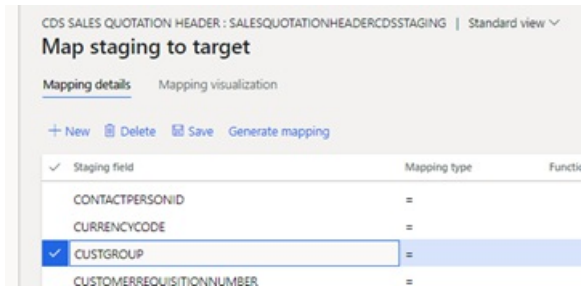 CDS SALES QUOTATION HEADER : SALESQUOTATIONHEADERCDSSTAGING | Standard view
Map staging to target
Mapping details Mapping visualization
+ New Delete Save Generate mapping
Staging field Mapping type Functi
CONTACTPERSONID =
CURRENCYCODE =
CUSTGROUP =
CUSTOMERREQUISITIONNUMBER =